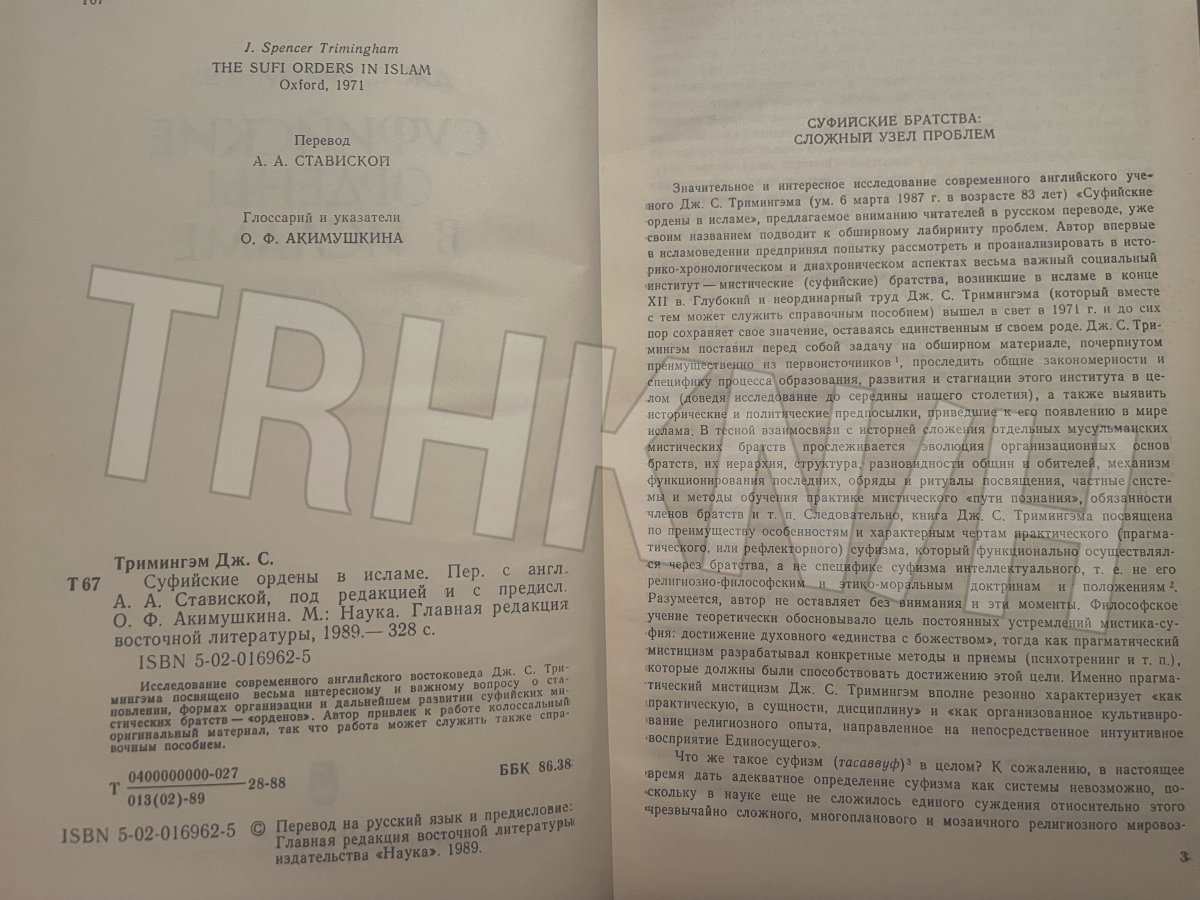 Т67
J. Spencer Trimingham
THE SUFI ORDERS IN ISLAM
Oxford, 1971
Перевод
А. А. СТАВИСКОЙ
Глоссарий и указатели
О. Ф. АКИМУШКИНА
Тримингэм Дж. С.
Т 67 Суфийские ордены в исламе. Пер. с англ.
А. А. Ставиской, под редакцией и с предисл.
О. Ф. Акимушкина. М.: Наука. Главная редакция
восточной литературы, 1989.— 328 с.
ISBN 5-02-016962-5
Исследование современного английского востоковеда Дж. С. Три-
мингэма посвящено весьма интересному и важному вопросу о ста-
новлении, формах организации и дальнейшем развитии суфийских ми-
стических братств — «орденов». Автор привлек к работе колоссальный
оригинальный материал, так что работа может служить также спра-
вочным пособием.
Т 0400000000-027 28-88
013(02)-89
ББК 86.38
ISBN 5-02-016962-5 © Перевод на русский язык и предисловие:
Главная редакция восточной литературы
издательства «Наука». 1989.
СУФИЙСКИЕ БРАТСТВА:
СЛОЖНЫЙ УЗЕЛ ПРОБЛЕМ
Значительное и интересное исследование современного английского уче-
ного Дж. С. Тримингэма (ум. 6 марта 1987 г. в возрасте 83 лет) «Суфийские
ордены в исламе», предлагаемое вниманию читателей в русском переводе, уже
своим названием подводит к обширному лабиринту проблем. Автор впервые
в исламоведении предпринял попытку рассмотреть и проанализировать в исто-
рико-хронологическом и диахроническом аспектах весьма важный социальный
институт — мистические (суфийские) братства, возникшие в исламе в конце
XII в. Глубокий и неординарный труд Дж. С. Тримингэма (который вместе
с тем может служить справочным пособием) вышел в свет в 1971 г. и до сих
пор сохраняет свое значение, оставаясь единственным в своем роде. Дж. С. Три-
мингэм поставил перед собой задачу на обширном материале, почерпнутом
преимущественно из первоисточников¹, проследить общие закономерности и
специфику процесса образования, развития и стагнации этого института в це-
лом (доведя исследование до середины нашего столетия), а также выявить
исторические и политические предпосылки, приведшие к его появлению в мире
ислама. В тесной взаимосвязи с историей сложения отдельных мусульманских
мистических братств прослеживается эволюция организационных основ
братств, их иерархия, структура, разновидности общин и обителей, механизм
функционирования последних, обряды и ритуалы посвящения, частные систе-
мы и методы обучения практике мистического «пути познания», обязанности
членов братств и т. п. Следовательно, книга Дж. С. Тримингэма посвящена
по преимуществу особенностям и характерным чертам практического (прагма-
тического, или рефлекторного) суфизма, который функционально осуществлял-
ся через братства, а не специфике суфизма интеллектуального, т. е. не его
религиозно-философским и этико-моральным доктринам и положениям².
Разумеется, автор не оставляет без внимания и эти моменты. Философское
учение теоретически обосновывало цель постоянных устремлений мистика-су-
фия: достижение духовного «единства с божеством», тогда как прагматический
мистицизм разрабатывал конкретные методы и приемы (психотренинг и т. п.),
которые должны были способствовать достижению этой цели. Именно прагма-
тический мистицизм Дж. С. Тримингэм вполне резонно характеризует «как
практическую, в сущности, дисциплину» и «как организованное культивиро-
вание религиозного опыта, направленное на непосредственное интуитивное
восприятие Единосущего».
Что же такое суфизм (тасаввуф)³ в целом? К сожалению, в настоящее
время дать адекватное определение суфизма как системы невозможно, по-
скольку в науке еще не сложилось единого суждения относительно этого
чрезвычайно сложного, многопланового и мозаичного религиозного мировоз-
3
TRHKNVH